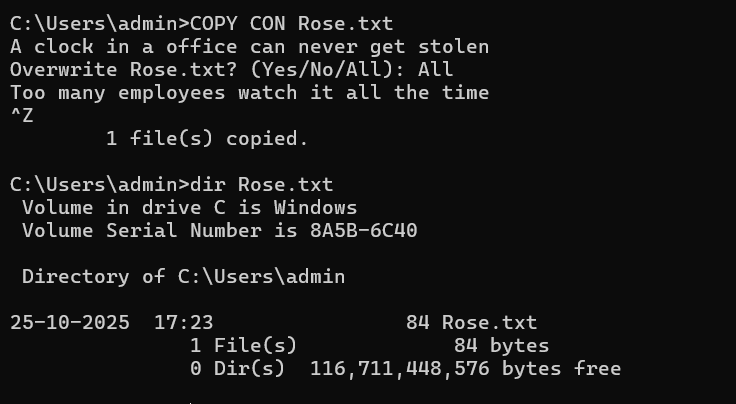 C:\Users\admin>COPY CON Rose.txt
A clock in a office can never get stolen
Overwrite Rose.txt? (Yes/No/All): All
Too many employees watch it all the time
^Z
        1 file(s) copied.
C:\Users\admin>dir Rose.txt
 Volume in drive C is Windows
 Volume Serial Number is 8A5B-6C40
 Directory of C:\Users\admin
25-10-2025  17:23                84 Rose.txt
               1 File(s)             84 bytes
               0 Dir(s)  116,711,448,576 bytes free